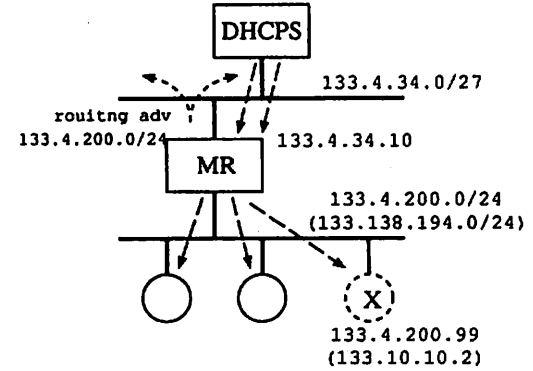 DHCPS
133.4.34.0/27
rouitng adv
133.4.200.0/24
133.4.34.10
MR
133.4.200.0/24
(133.138.194.0/24)
X
133.4.200.99
(133.10.10.2)